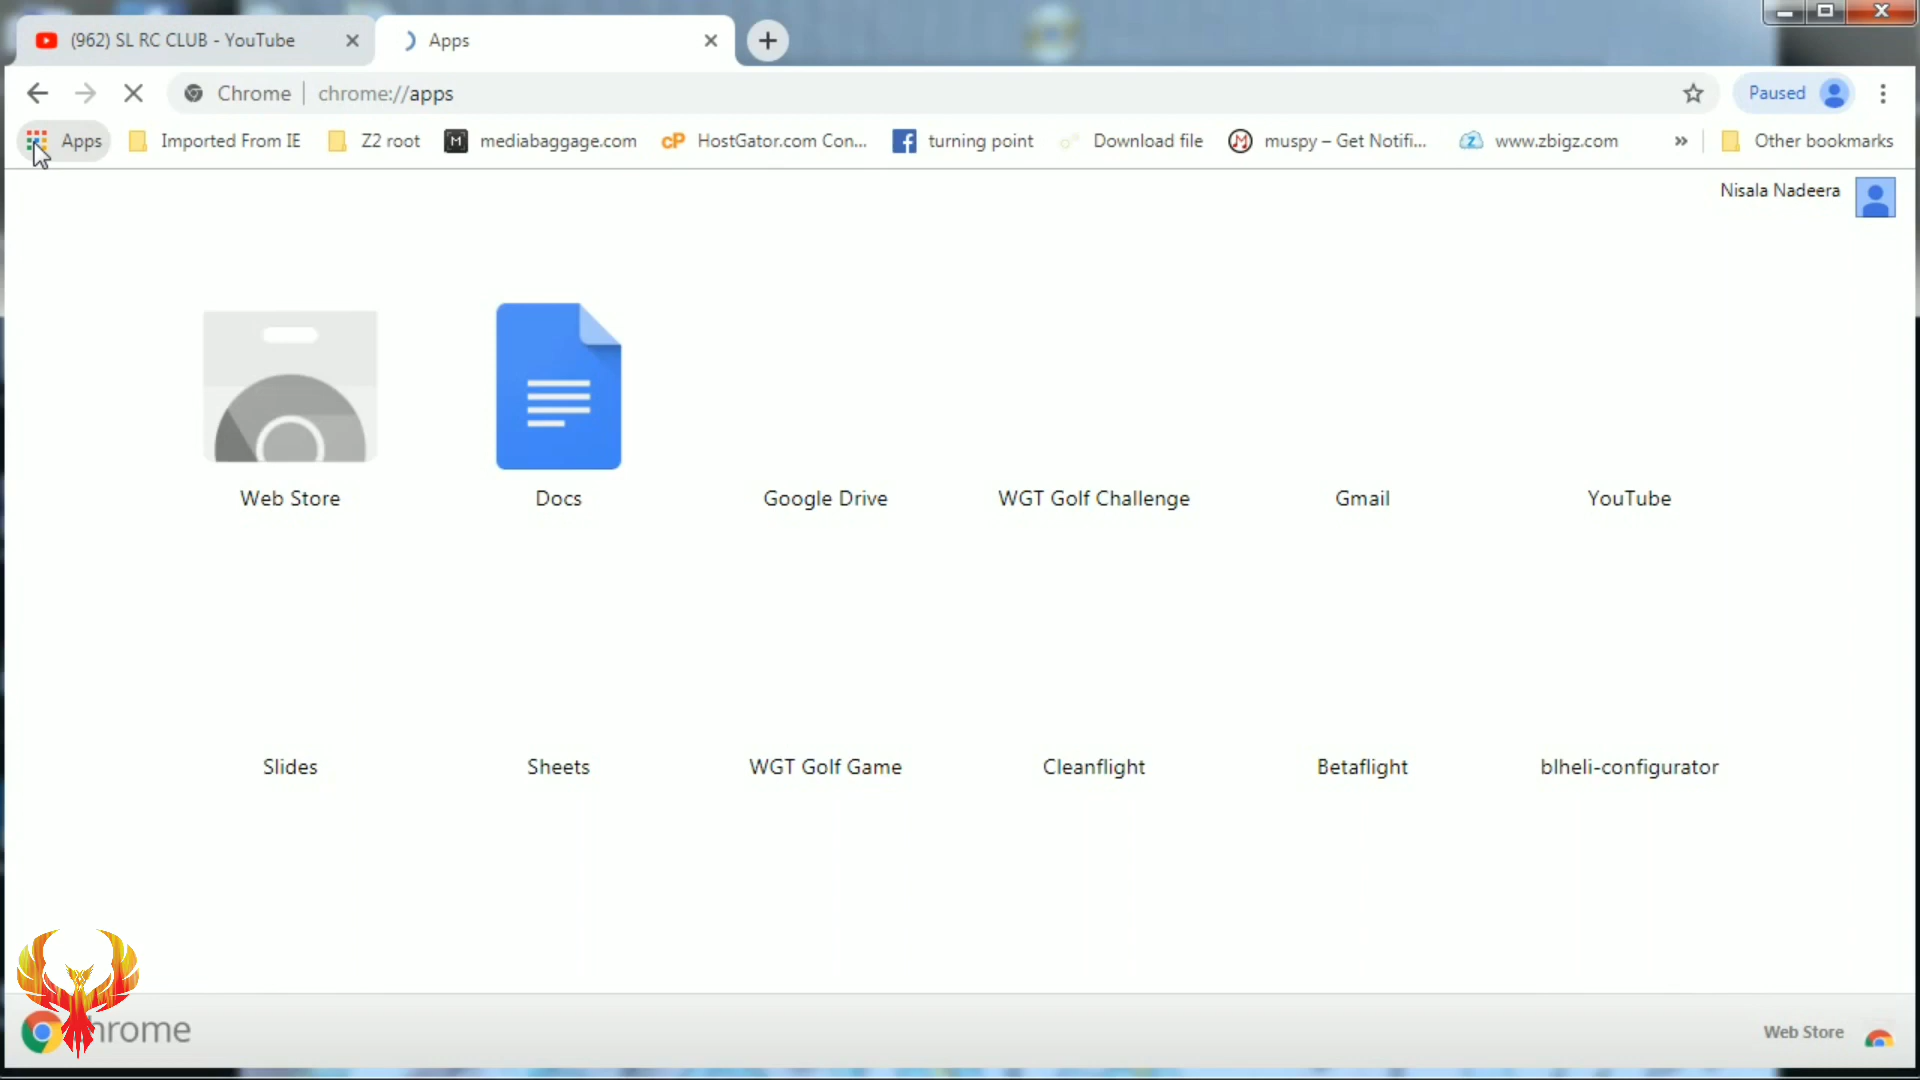 (962) SL RC CLUB - YouTube
Apps
Chrome
chrome://apps
Paused
Apps
Imported From IE
Z2 root
mediabaggage.com
HostGator.com Con...
turning point
Download file
muspy – Get Notifi...
www.zbigz.com
»
Other bookmarks
Nisala Nadeera
Web Store
Docs
Google Drive
WGT Golf Challenge
Gmail
YouTube
Slides
Sheets
WGT Golf Game
Cleanflight
Betaflight
blheli-configurator
hrome
Web Store